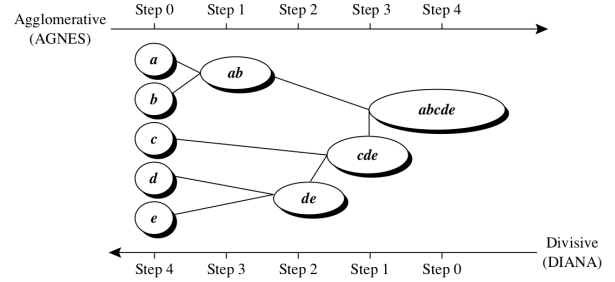 Agglomerative
(AGNES)
Step 0 Step 1 Step 2 Step 3 Step 4
a
ab
b
abcde
c
cde
d
de
e
Divisive
(DIANA)
Step 4 Step 3 Step 2 Step 1 Step 0